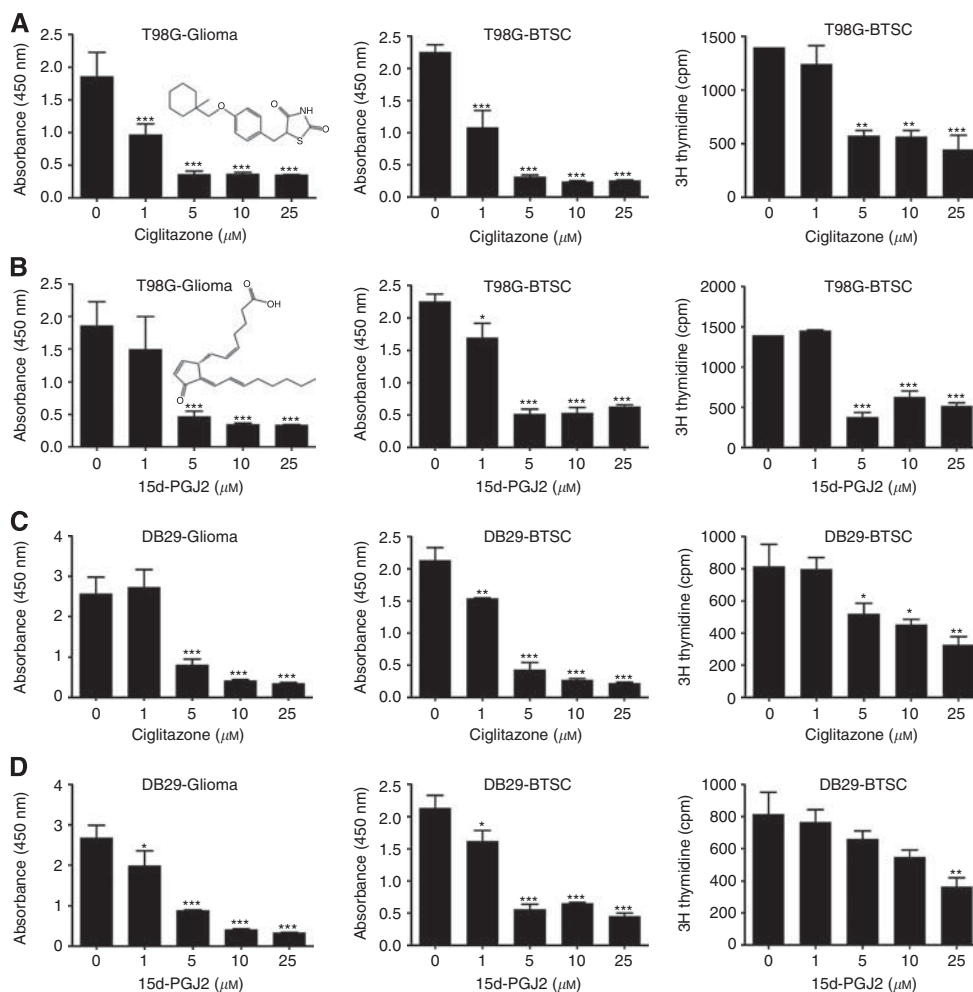 A
T98G-Glioma
Absorbance (450 nm)
2.5
2.0
1.5
1.0
0.5
0.0
***
***
***
***
O
O
NH
S
O
0 1 5 10 25
Ciglitazone (μM)
T98G-BTSC
Absorbance (450 nm)
2.5
2.0
1.5
1.0
0.5
0.0
***
***
***
***
0 1 5 10 25
Ciglitazone (μM)
T98G-BTSC
3H thymidine (cpm)
1500
1000
500
0
**
**
***
0 1 5 10 25
Ciglitazone (μM)
B
T98G-Glioma
Absorbance (450 nm)
2.5
2.0
1.5
1.0
0.5
0.0
***
***
***
O
OH
O
0 1 5 10 25
15d-PGJ2 (μM)
T98G-BTSC
Absorbance (450 nm)
2.5
2.0
1.5
1.0
0.5
0.0
*
***
***
***
0 1 5 10 25
15d-PGJ2 (μM)
T98G-BTSC
3H thymidine (cpm)
2000
1500
1000
500
0
***
***
***
0 1 5 10 25
15d-PGJ2 (μM)
C
DB29-Glioma
Absorbance (450 nm)
4
3
2
1
0
***
***
***
0 1 5 10 25
Ciglitazone (μM)
DB29-BTSC
Absorbance (450 nm)
2.5
2.0
1.5
1.0
0.5
0.0
**
***
***
***
0 1 5 10 25
Ciglitazone (μM)
DB29-BTSC
3H thymidine (cpm)
1000
800
600
400
200
0
*
*
**
0 1 5 10 25
Ciglitazone (μM)
D
DB29-Glioma
Absorbance (450 nm)
4
3
2
1
0
*
***
***
***
0 1 5 10 25
15d-PGJ2 (μM)
DB29-BTSC
Absorbance (450 nm)
2.5
2.0
1.5
1.0
0.5
0.0
*
***
***
***
0 1 5 10 25
15d-PGJ2 (μM)
DB29-BTSC
3H thymidine (cpm)
1000
800
600
400
200
0
**
0 1 5 10 25
15d-PGJ2 (μM)